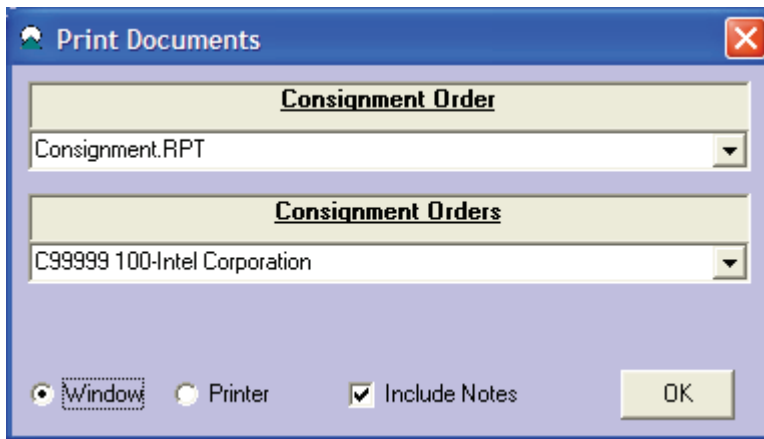 Print Documents
Consignment Order
Consignment.RPT
Consignment Orders
C99999 100-Intel Corporation
Window Printer Include Notes OK